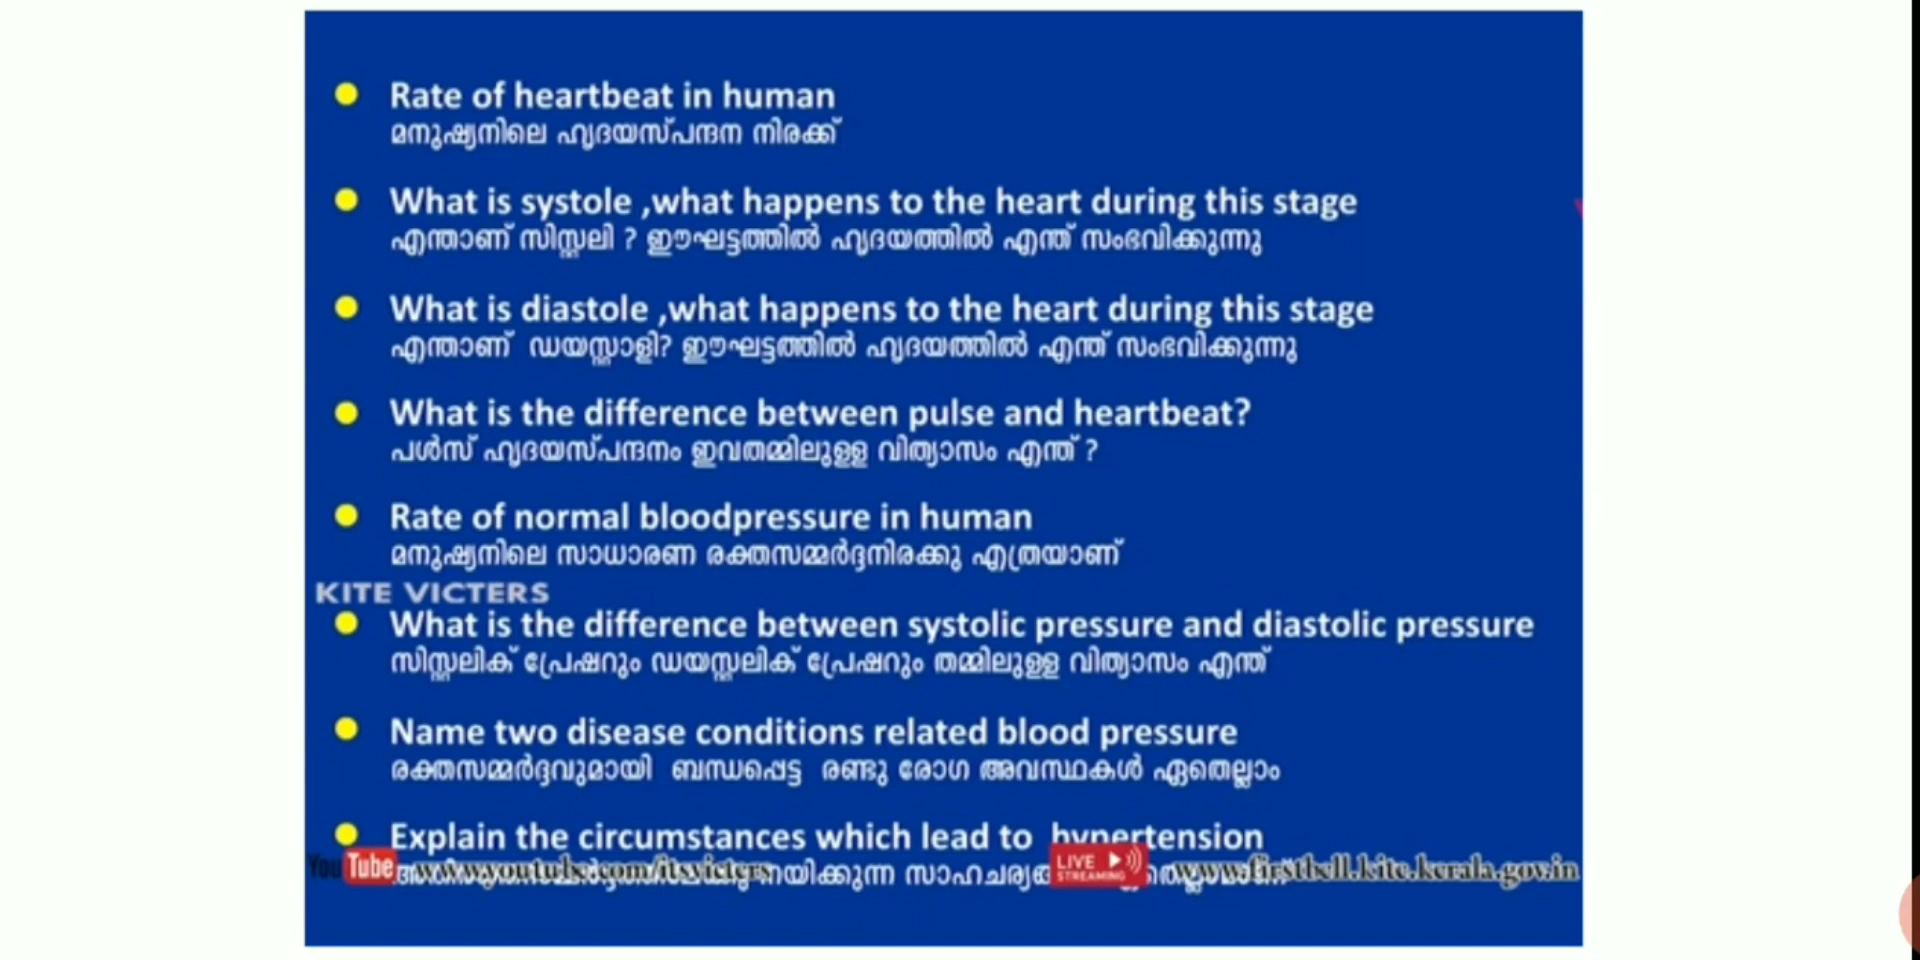 Rate of heartbeat in human
മനുഷ്യനിലെ ഹൃദയസ്പന്ദന നിരക്ക്
What is systole ,what happens to the heart during this stage
എന്താണ് സിസ്റ്റലി ? ഈഘട്ടത്തിൽ ഹൃദയത്തിൽ എന്ത് സംഭവിക്കുന്നു
What is diastole ,what happens to the heart during this stage
എന്താണ് ഡയസ്റ്റാളി? ഈഘട്ടത്തിൽ ഹൃദയത്തിൽ എന്ത് സംഭവിക്കുന്നു
What is the difference between pulse and heartbeat?
പൾസ് ഹൃദയസ്പന്ദനം ഇവതമ്മിലുള്ള വിത്യാസം എന്ത് ?
Rate of normal bloodpressure in human
മനുഷ്യനിലെ സാധാരണ രക്തസമ്മർദ്ദനിരക്കു എത്രയാണ്
KITE VICTERS
What is the difference between systolic pressure and diastolic pressure
സിസ്റ്റലിക് പ്രേഷറും ഡയസ്റ്റലിക് പ്രേഷറും തമ്മിലുള്ള വിത്യാസം എന്ത്
Name two disease conditions related blood pressure
രക്തസമ്മർദ്ദവുമായി ബന്ധപ്പെട്ട രണ്ടു രോഗ അവസ്ഥകൾ ഏതെല്ലാം
Explain the circumstances which lead to hypertension
നയിക്കുന്ന
YouTube www.youtube.com/itsvicters LIVE STREAMING www.firstbell.kite.kerala.gov.in